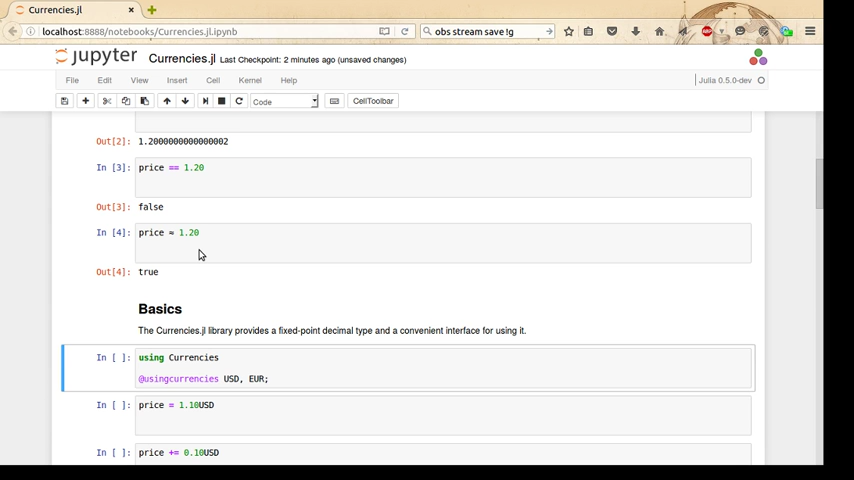 Currencies.jl
localhost:8888/notebooks/Currencies.jl.ipynb
obs stream save !g
jupyter Currencies.jl Last Checkpoint: 2 minutes ago (unsaved changes)
File Edit View Insert Cell Kernel Help Julia 0.5.0-dev
Code CellToolbar
Out[2]: 1.2000000000000002
In [3]: price == 1.20
Out[3]: false
In [4]: price ≈ 1.20
Out[4]: true
Basics
The Currencies.jl library provides a fixed-point decimal type and a convenient interface for using it.
In [ ]: using Currencies
@usingcurrencies USD, EUR;
In [ ]: price = 1.10USD
In [ ]: price += 0.10USD